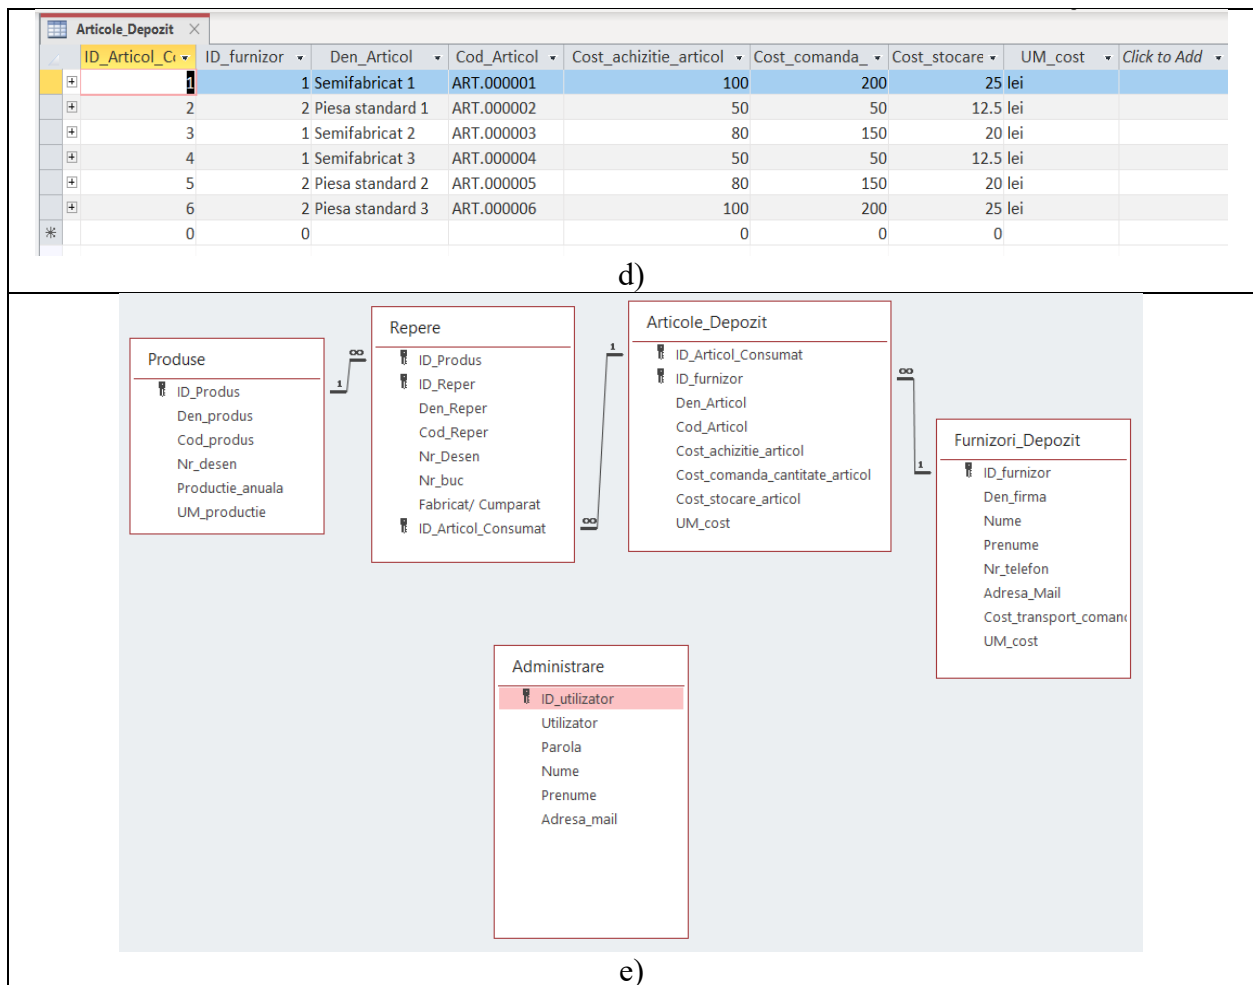 Articole_Depozit
ID_Articol_Co ID_furnizor Den_Articol Cod_Articol Cost_achizitie_articol Cost_comanda_ Cost_stocare UM_cost Click to Add
1 1 Semifabricat 1 ART.000001 100 200 25 lei
2 2 Piesa standard 1 ART.000002 50 50 12.5 lei
3 1 Semifabricat 2 ART.000003 80 150 20 lei
4 1 Semifabricat 3 ART.000004 50 50 12.5 lei
5 2 Piesa standard 2 ART.000005 80 150 20 lei
6 2 Piesa standard 3 ART.000006 100 200 25 lei
0 0 0 0 0
d)
Produse
ID_Produs
Den_produs
Cod_produs
Nr_desen
Productie_anuala
UM_productie
1 ∞
Repere
ID_Produs
ID_Reper
Den_Reper
Cod_Reper
Nr_Desen
Nr_buc
Fabricat/ Cumparat
ID_Articol_Consumat
∞ 1
Articole_Depozit
ID_Articol_Consumat
ID_furnizor
Den_Articol
Cod_Articol
Cost_achizitie_articol
Cost_comanda_cantitate_articol
Cost_stocare_articol
UM_cost
∞ 1
Furnizori_Depozit
ID_furnizor
Den_firma
Nume
Prenume
Nr_telefon
Adresa_Mail
Cost_transport_comand
UM_cost
Administrare
ID_utilizator
Utilizator
Parola
Nume
Prenume
Adresa_mail
e)